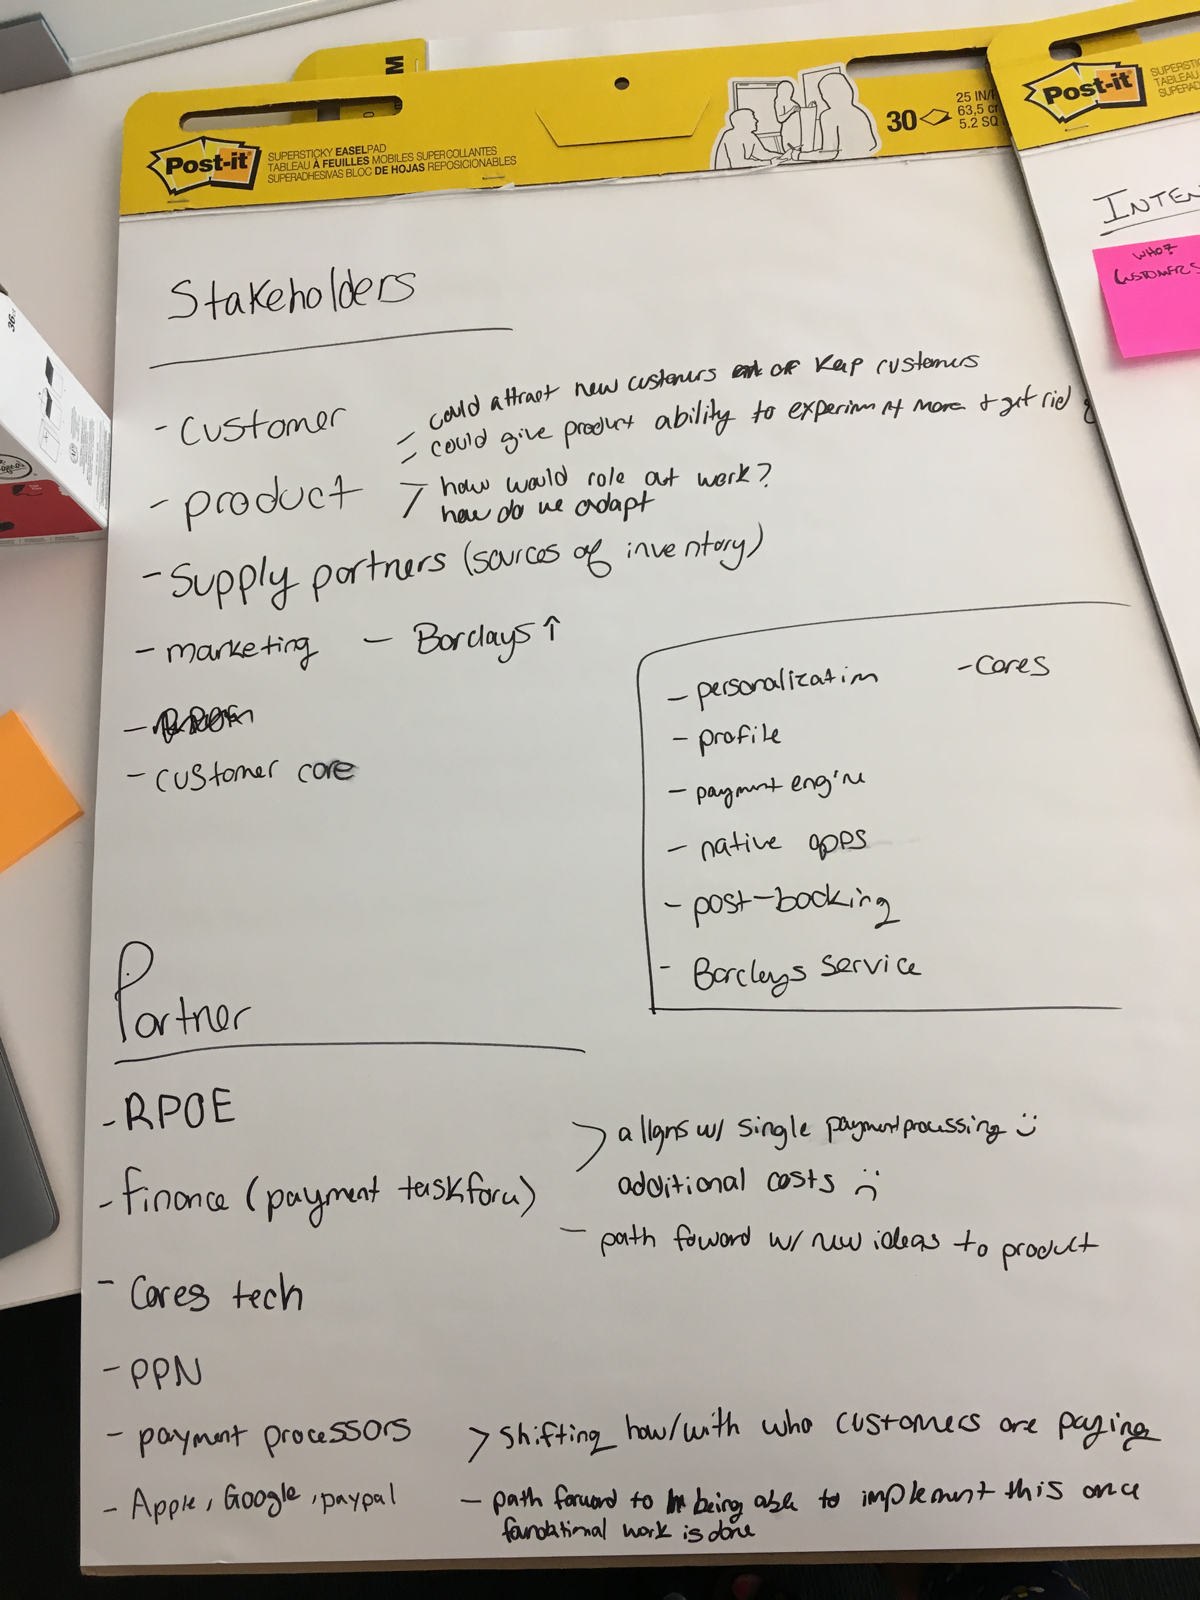 Post-it
SUPERSTICKY EASELPAD
TABLEAU À FEUILLES MOBILES SUPERCOLLANTES
SUPERADHESIVAS BLOC DE HOJAS REPOSICIONABLES
30
25 IN/
63,5 c
5.2 SQ
Post-it
SUPERSTIC
TABLEAU
SUPERAD
M
36
INTEN
WHO?
CUSTOMERS
Stakeholders
- Customer
could attract new customers or keep customers
could give product ability to experiment more + get rid
- product
how would role out work?
how do we adapt
- Supply partners (sources of inventory)
- marketing - Barclays ↑
-
- customer care
- personalization - Cares
- profile
- payment engine
- native apps
- post-booking
- Barclays service
Partner
- RPOE
> aligns w/ single payment processing :)
- finance (payment taskforce)
additional costs :(
- path foward w/ new ideas to product
- Cares tech
- PPN
- payment processors > shifting how/with who customers are paying
- Apple, Google, paypal - path forward to being able to implement this once
foundational work is done